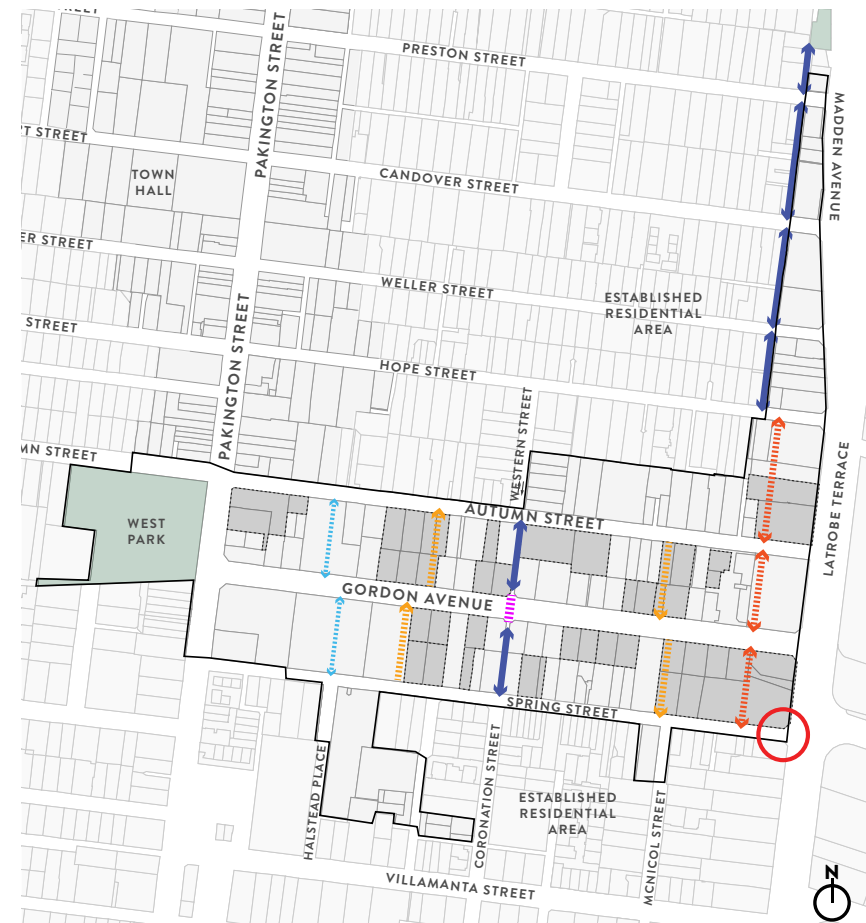 STREET
PRESTON STREET
PAKINGTON STREET
MADDEN AVENUE
T STREET
TOWN
HALL
CANDOVER STREET
ER STREET
WELLER STREET
ESTABLISHED
RESIDENTIAL
AREA
STREET
PAKINGTON STREET
HOPE STREET
WESTERN STREET
MN STREET
LATROBE TERRACE
WEST
PARK
AUTUMN STREET
GORDON AVENUE
SPRING STREET
HALSTEAD PLACE
CORONATION STREET
ESTABLISHED
RESIDENTIAL
AREA
MCNICOL STREET
VILLAMANTA STREET
N